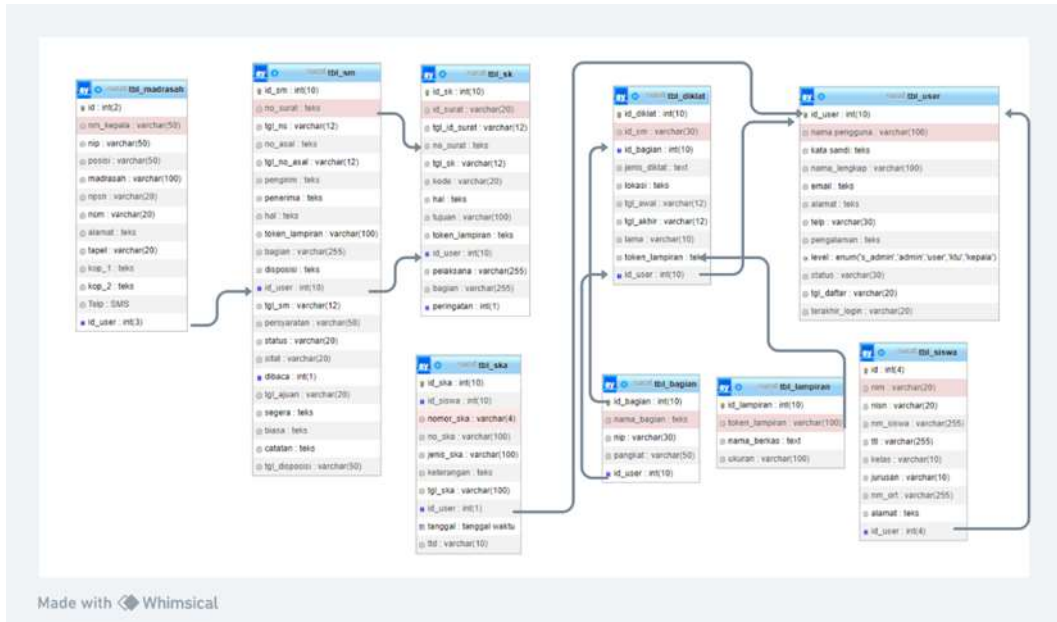 tbl_madrasah
id : int(2)
nm_kepala : varchar(50)
nip : varchar(50)
posisi : varchar(50)
madrasah : varchar(100)
npsn : varchar(20)
nsm : varchar(20)
alamat : teks
tapel : varchar(20)
kop_1 : teks
kop_2 : teks
Telp : SMS
id_user : int(3)
tbl_sm
id_sm : int(10)
no_surat : teks
tgl_ns : varchar(12)
no_asal : teks
tgl_no_asal : varchar(12)
pengirim : teks
penerima : teks
hal : teks
token_lampiran : varchar(100)
bagian : varchar(255)
disposisi : teks
id_user : int(10)
tgl_sm : varchar(12)
persyaratan : varchar(50)
status : varchar(20)
sifat : varchar(20)
dibaca : int(1)
tgl_ajuan : varchar(20)
segera : teks
biasa : teks
catatan : teks
tgl_disposisi : varchar(50)
tbl_sk
id_sk : int(10)
id_surat : varchar(20)
tgl_id_surat : varchar(12)
no_surat : teks
tgl_sk : varchar(12)
kode : varchar(20)
hal : teks
tujuan : varchar(100)
token_lampiran : teks
id_user : int(10)
pelaksana : varchar(255)
bagian : varchar(255)
peringatan : int(1)
tbl_ska
id_ska : int(10)
id_siswa : int(10)
nomor_ska : varchar(4)
no_ska : varchar(100)
jenis_ska : varchar(100)
keterangan : teks
tgl_ska : varchar(100)
id_user : int(1)
tanggal : tanggal waktu
ttd : varchar(10)
tbl_diklat
id_diklat : int(10)
id_sm : varchar(30)
id_bagian : int(10)
jenis_diklat : text
lokasi : teks
tgl_awal : varchar(12)
tgl_akhir : varchar(12)
lama : varchar(10)
token_lampiran : teks
id_user : int(10)
tbl_user
id_user : int(10)
nama pengguna : varchar(100)
kata sandi : teks
nama_lengkap : varchar(100)
email : teks
alamat : teks
telp : varchar(30)
pengalaman : teks
level : enum('s_admin','admin','user','ktu','kepala')
status : varchar(30)
tgl_daftar : varchar(20)
terakhir_login : varchar(20)
tbl_bagian
id_bagian : int(10)
nama_bagian : teks
nip : varchar(30)
pangkat : varchar(50)
id_user : int(10)
tbl_lampiran
id_lampiran : int(10)
token_lampiran : varchar(100)
nama_berkas : text
ukuran : varchar(100)
tbl_siswa
id : int(4)
nim : varchar(20)
nisn : varchar(20)
nm_siswa : varchar(255)
ttl : varchar(255)
kelas : varchar(10)
jurusan : varchar(10)
nm_ort : varchar(255)
alamat : teks
id_user : int(4)
Made with Whimsical